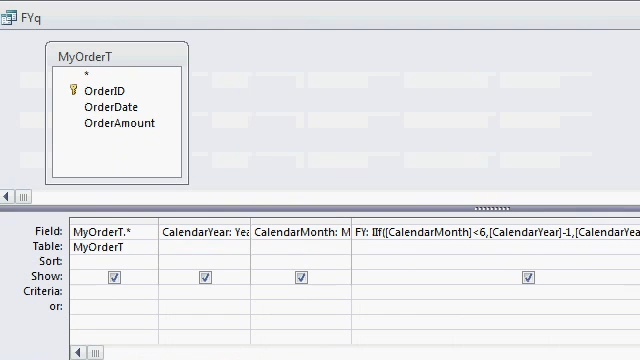 FYq
MyOrderT
*
OrderID
OrderDate
OrderAmount
Field: MyOrderT.* CalendarYear: Yea CalendarMonth: M FY: IIf([CalendarMonth]<6,[CalendarYear]-1,[CalendarYea
Table: MyOrderT
Sort:
Show:
Criteria:
or: